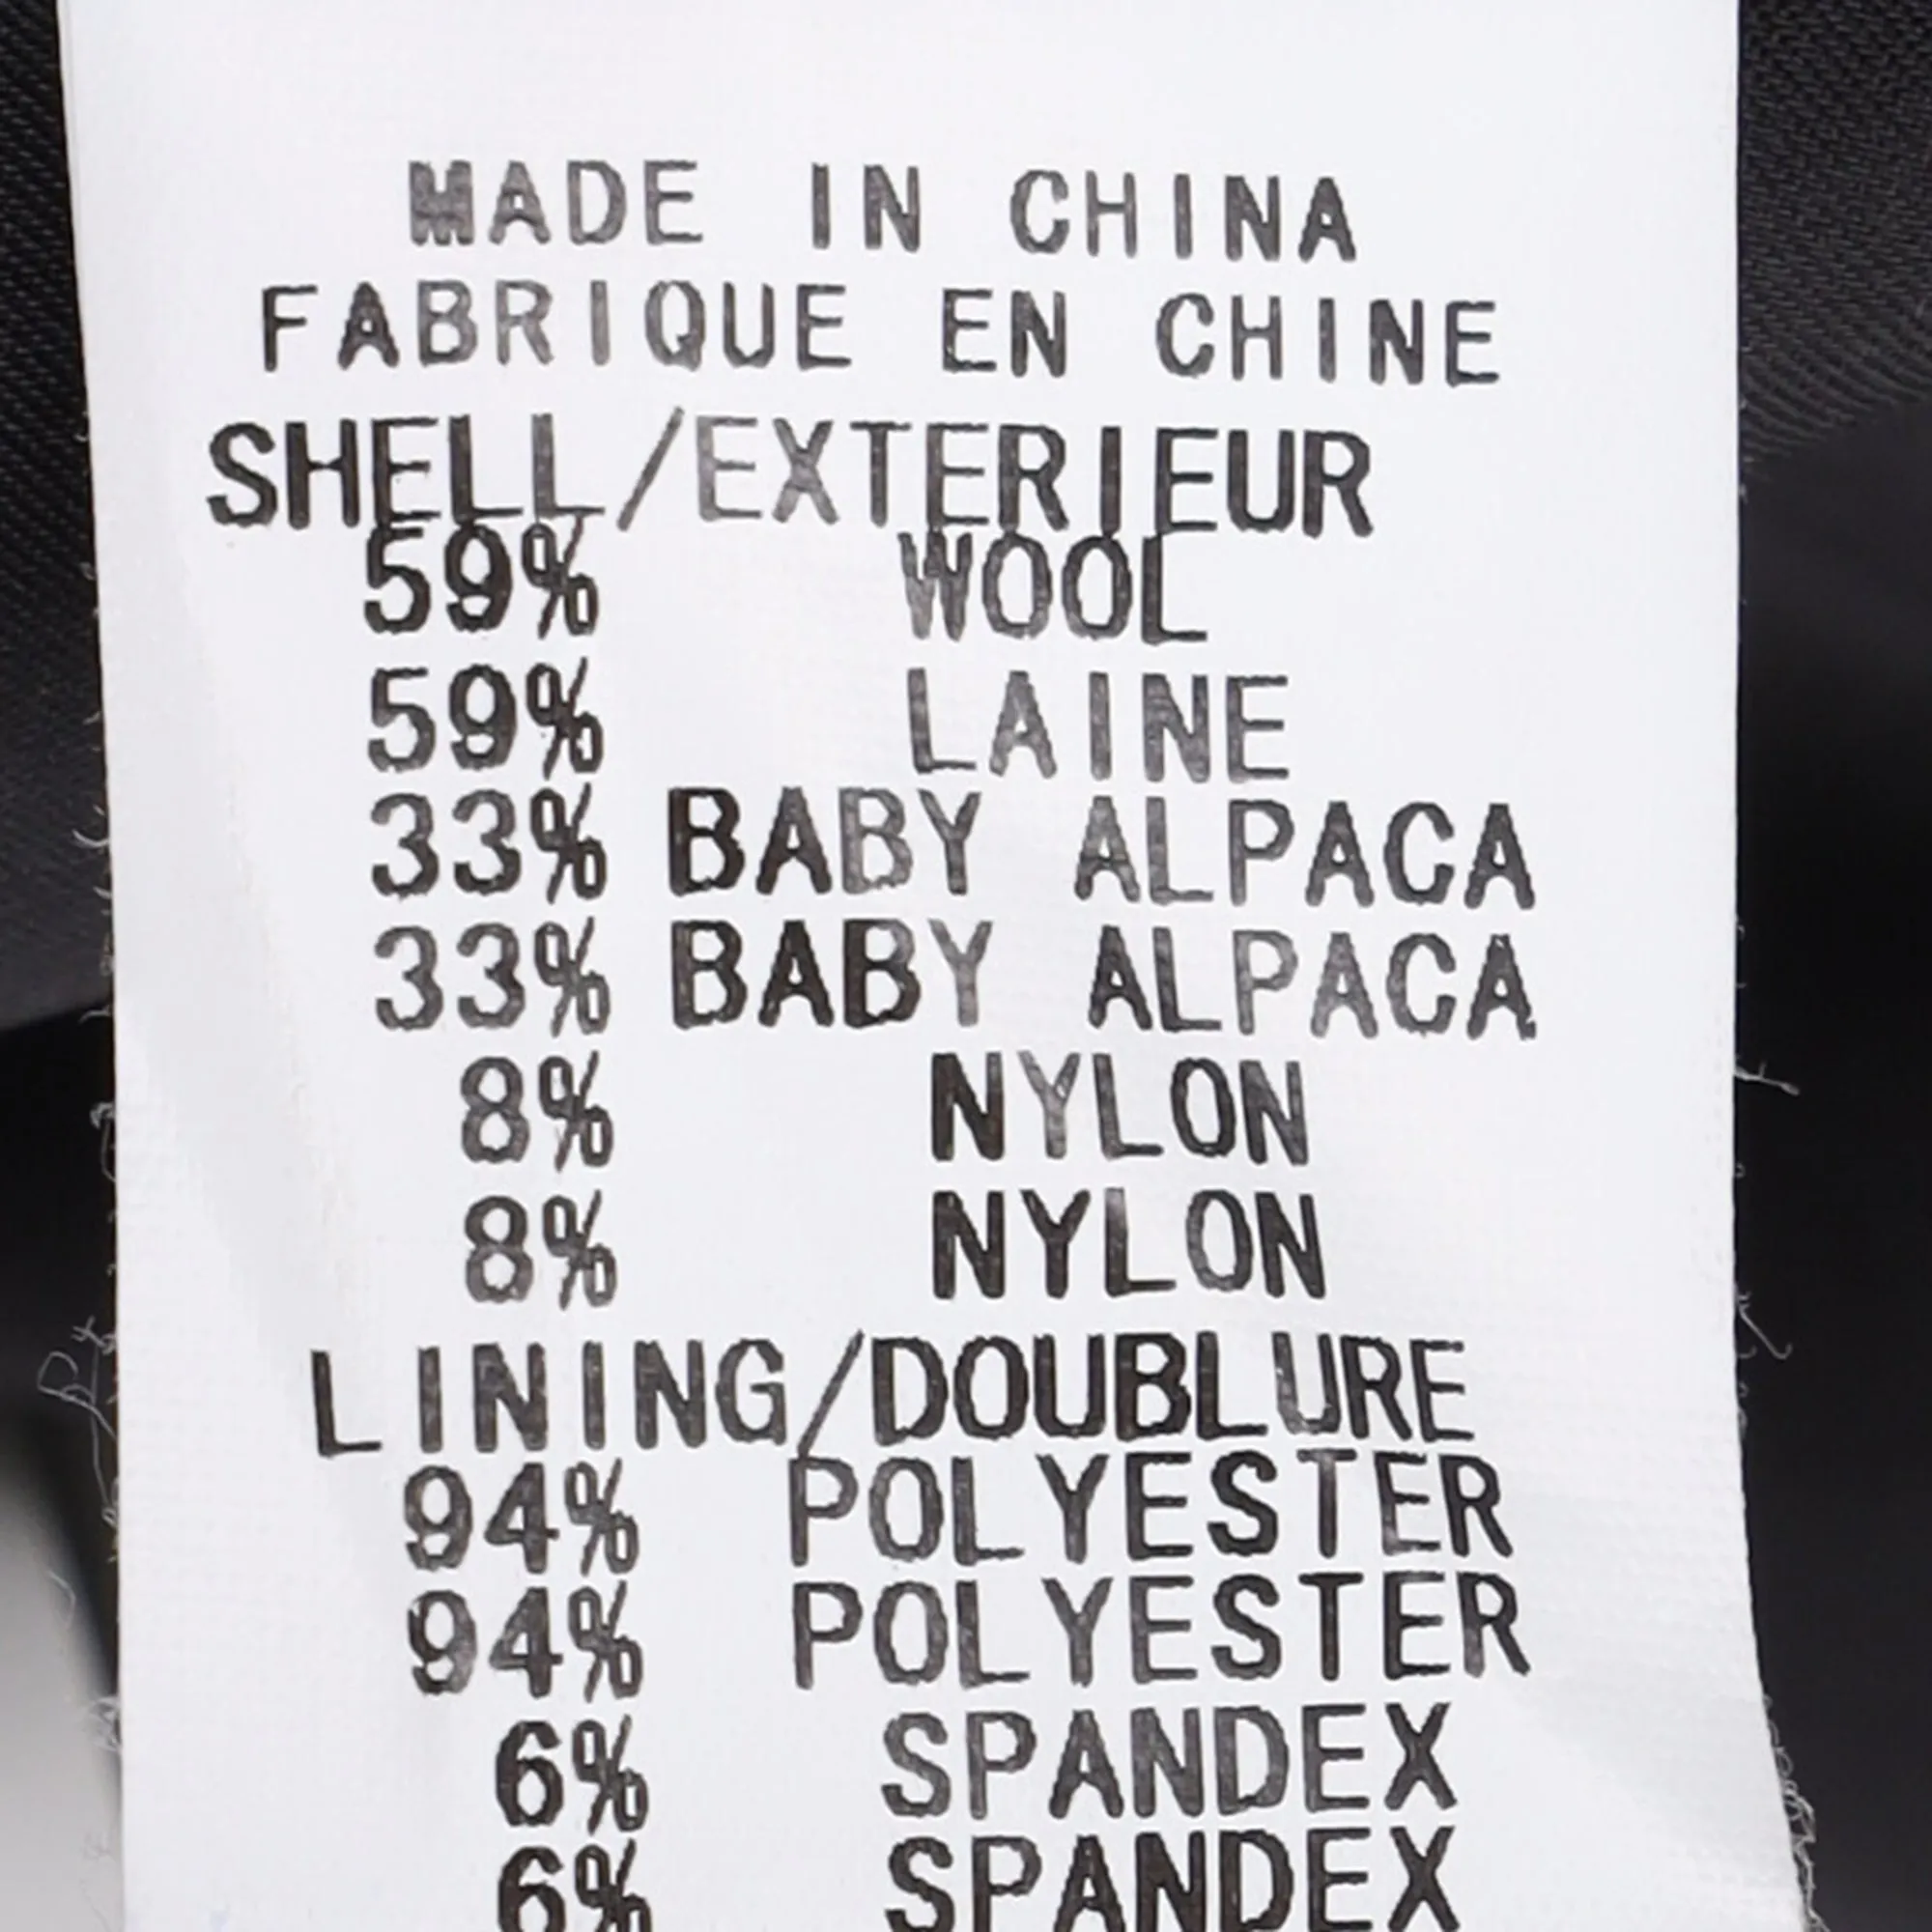 MADE IN CHINA
FABRIQUE EN CHINE
SHELL/EXTERIEUR
59% WOOL
59% LAINE
33% BABY ALPACA
33% BABY ALPACA
8% NYLON
8% NYLON
LINING/DOUBLURE
94% POLYESTER
94% POLYESTER
6% SPANDEX
6% SPANDEX